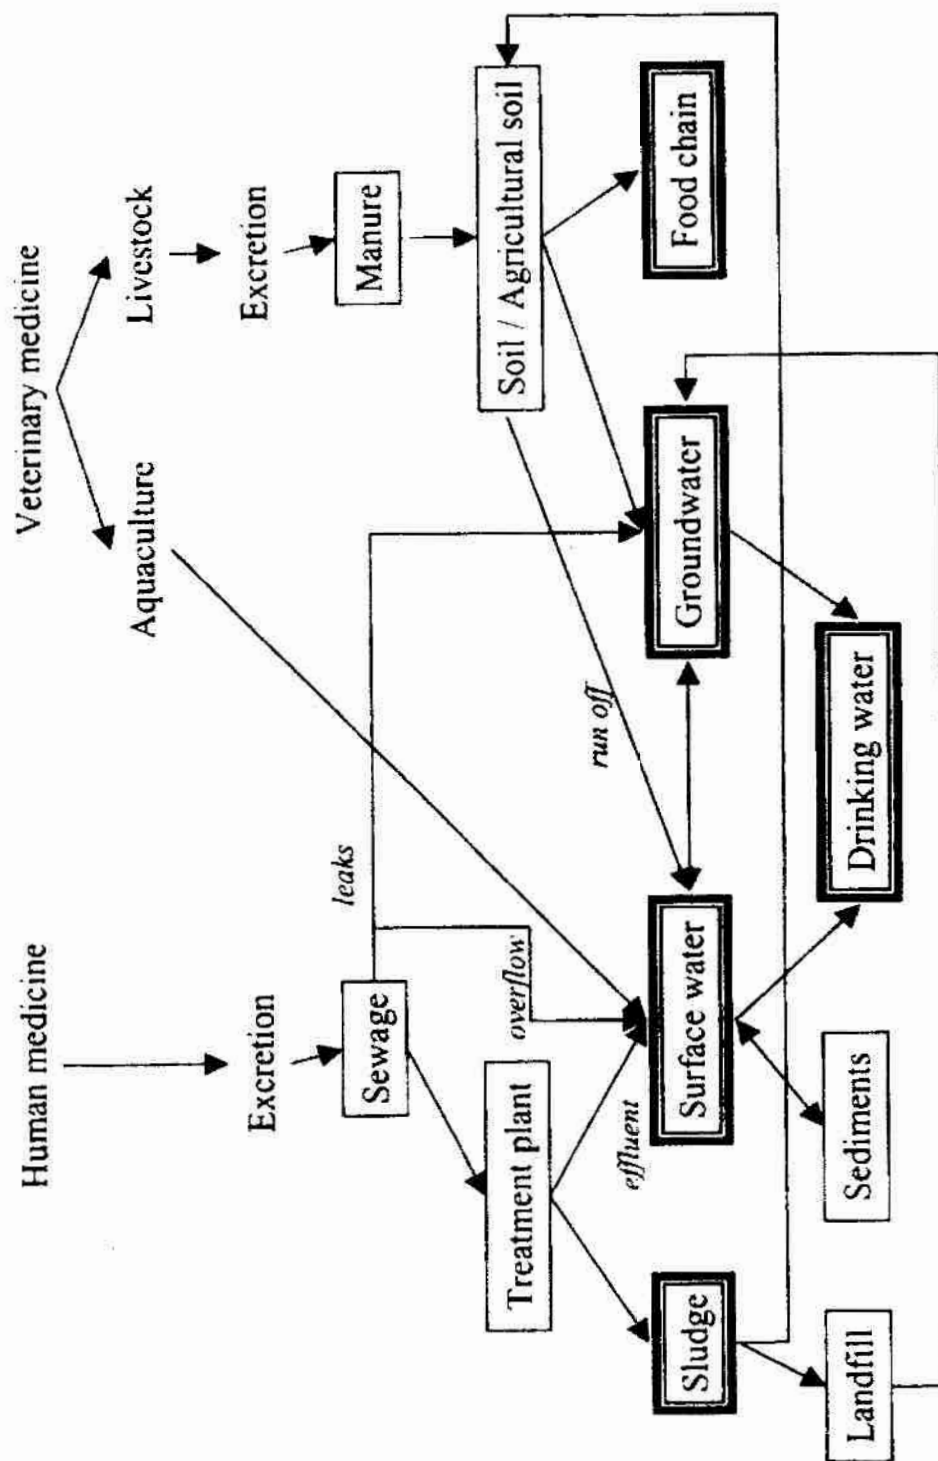 Human medicine
Veterinary medicine
Excretion
Aquaculture
Livestock
Sewage
leaks
Excretion
Manure
Treatment plant
overflow
Soil / Agricultural soil
effluent
run off
Sludge
Surface water
Groundwater
Food chain
Landfill
Sediments
Drinking water